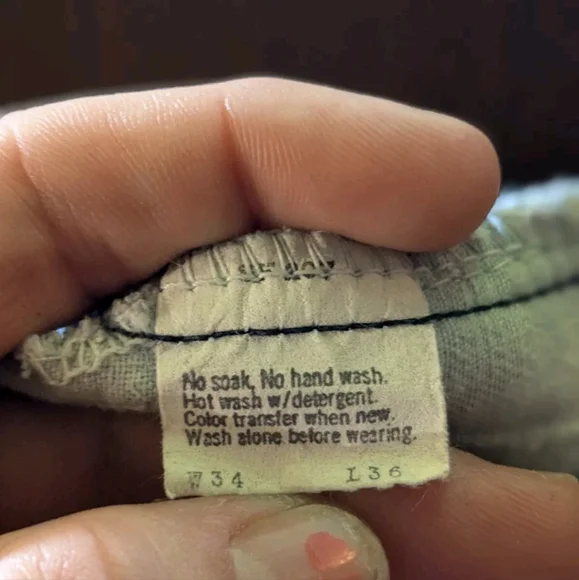 No soak, No hand wash.
Hot wash w/detergent.
Color transfer when new.
Wash alone before wearing.
W34 L36